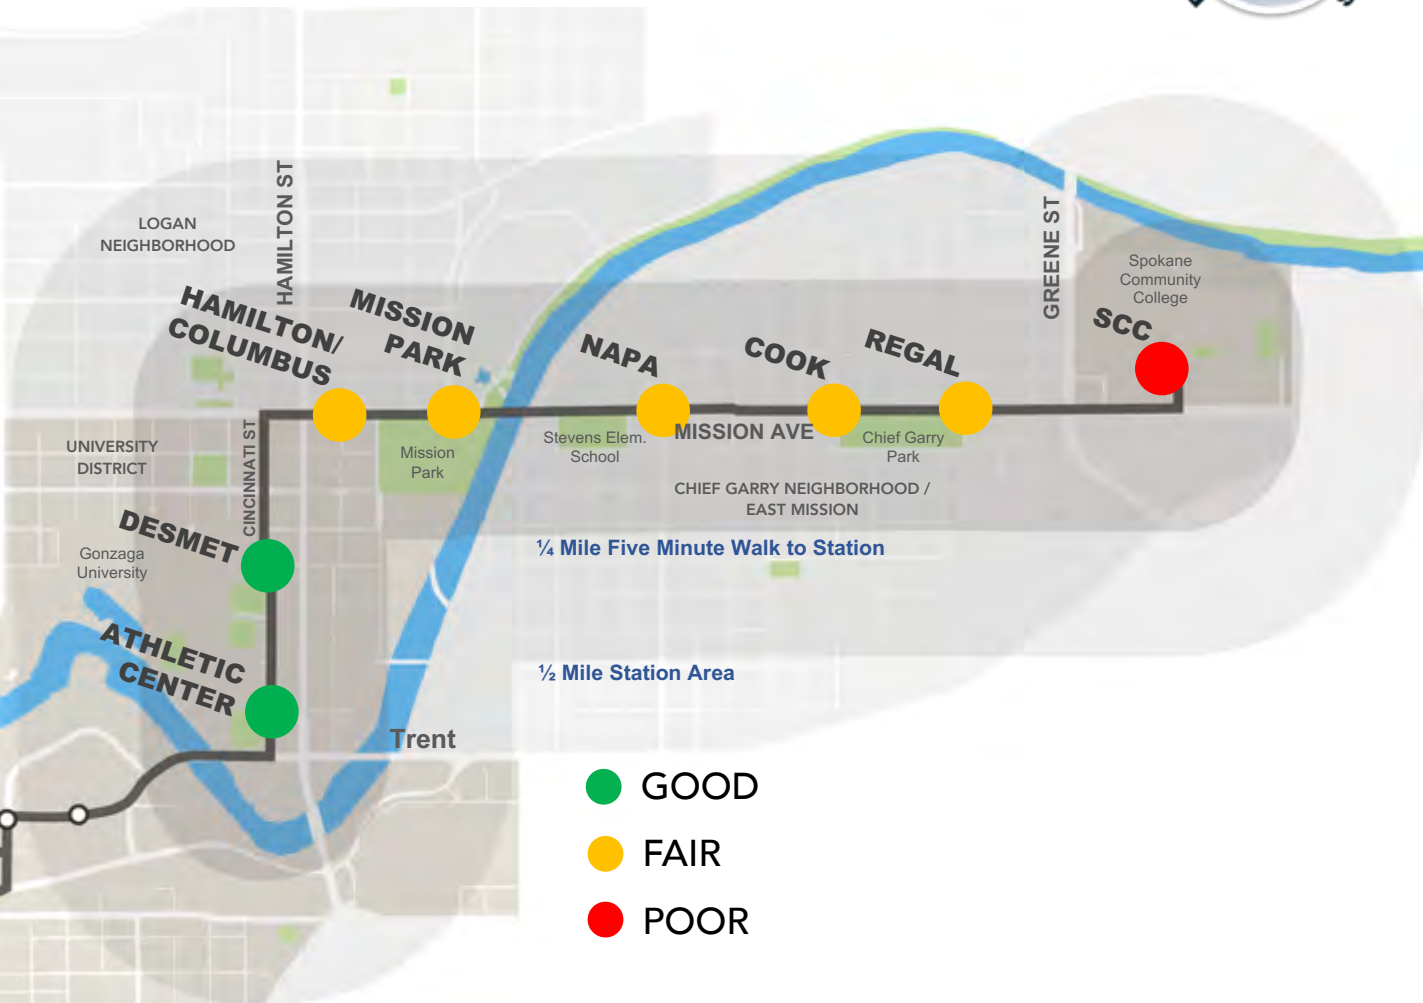 LOGAN
NEIGHBORHOOD
HAMILTON ST
GREENE ST
Spokane
Community
College
HAMILTON/
COLUMBUS
MISSION
PARK
NAPA
COOK
REGAL
SCC
UNIVERSITY
DISTRICT
CINCINNATI ST
Mission
Park
Stevens Elem.
School
MISSION AVE
Chief Garry
Park
CHIEF GARRY NEIGHBORHOOD /
EAST MISSION
DESMET
Gonzaga
University
¼ Mile Five Minute Walk to Station
ATHLETIC
CENTER
½ Mile Station Area
Trent
GOOD
FAIR
POOR